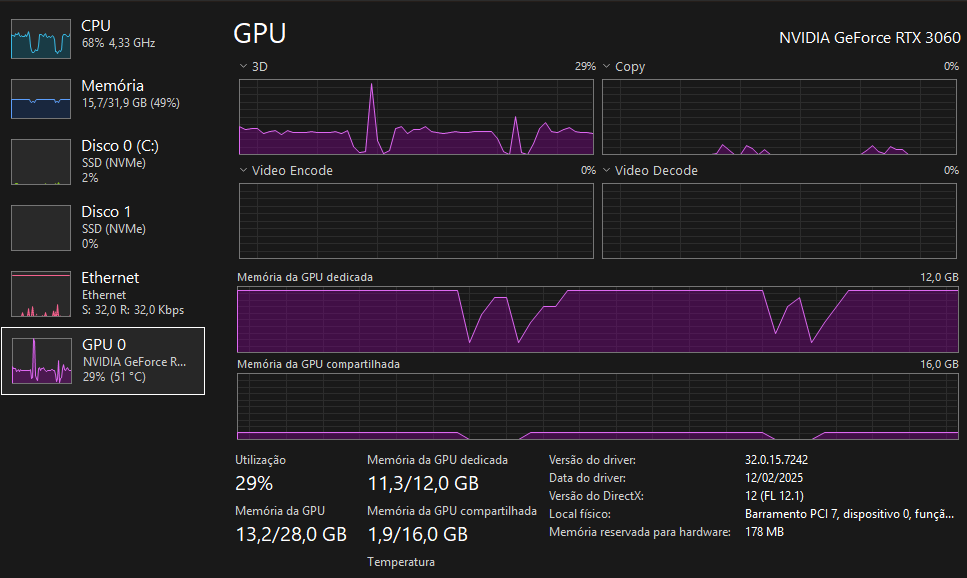 CPU
68% 4,33 GHz
Memória
15,7/31,9 GB (49%)
Disco 0 (C:)
SSD (NVMe)
2%
Disco 1
SSD (NVMe)
0%
Ethernet
Ethernet
S: 32,0 R: 32,0 Kbps
GPU 0
NVIDIA GeForce R...
29% (51 °C)
GPU
NVIDIA GeForce RTX 3060
3D 29%
Copy 0%
Video Encode 0%
Video Decode 0%
Memória da GPU dedicada 12,0 GB
Memória da GPU compartilhada 16,0 GB
Utilização
29%
Memória da GPU
13,2/28,0 GB
Memória da GPU dedicada
11,3/12,0 GB
Memória da GPU compartilhada
1,9/16,0 GB
Temperatura
Versão do driver: 32.0.15.7242
Data do driver: 12/02/2025
Versão do DirectX: 12 (FL 12.1)
Local físico: Barramento PCI 7, dispositivo 0, funçã...
Memória reservada para hardware: 178 MB